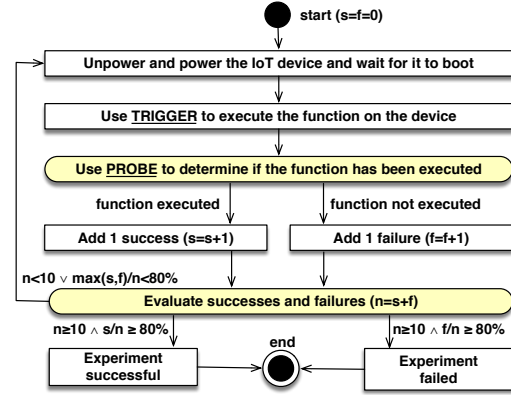 start (s=f=0)
Unpower and power the IoT device and wait for it to boot
Use TRIGGER to execute the function on the device
Use PROBE to determine if the function has been executed
function executed
function not executed
Add 1 success (s=s+1)
Add 1 failure (f=f+1)
n<10 ∨ max(s,f)/n<80%
Evaluate successes and failures (n=s+f)
n≥10 ∧ s/n ≥ 80%
n≥10 ∧ f/n ≥ 80%
end
Experiment
successful
Experiment
failed